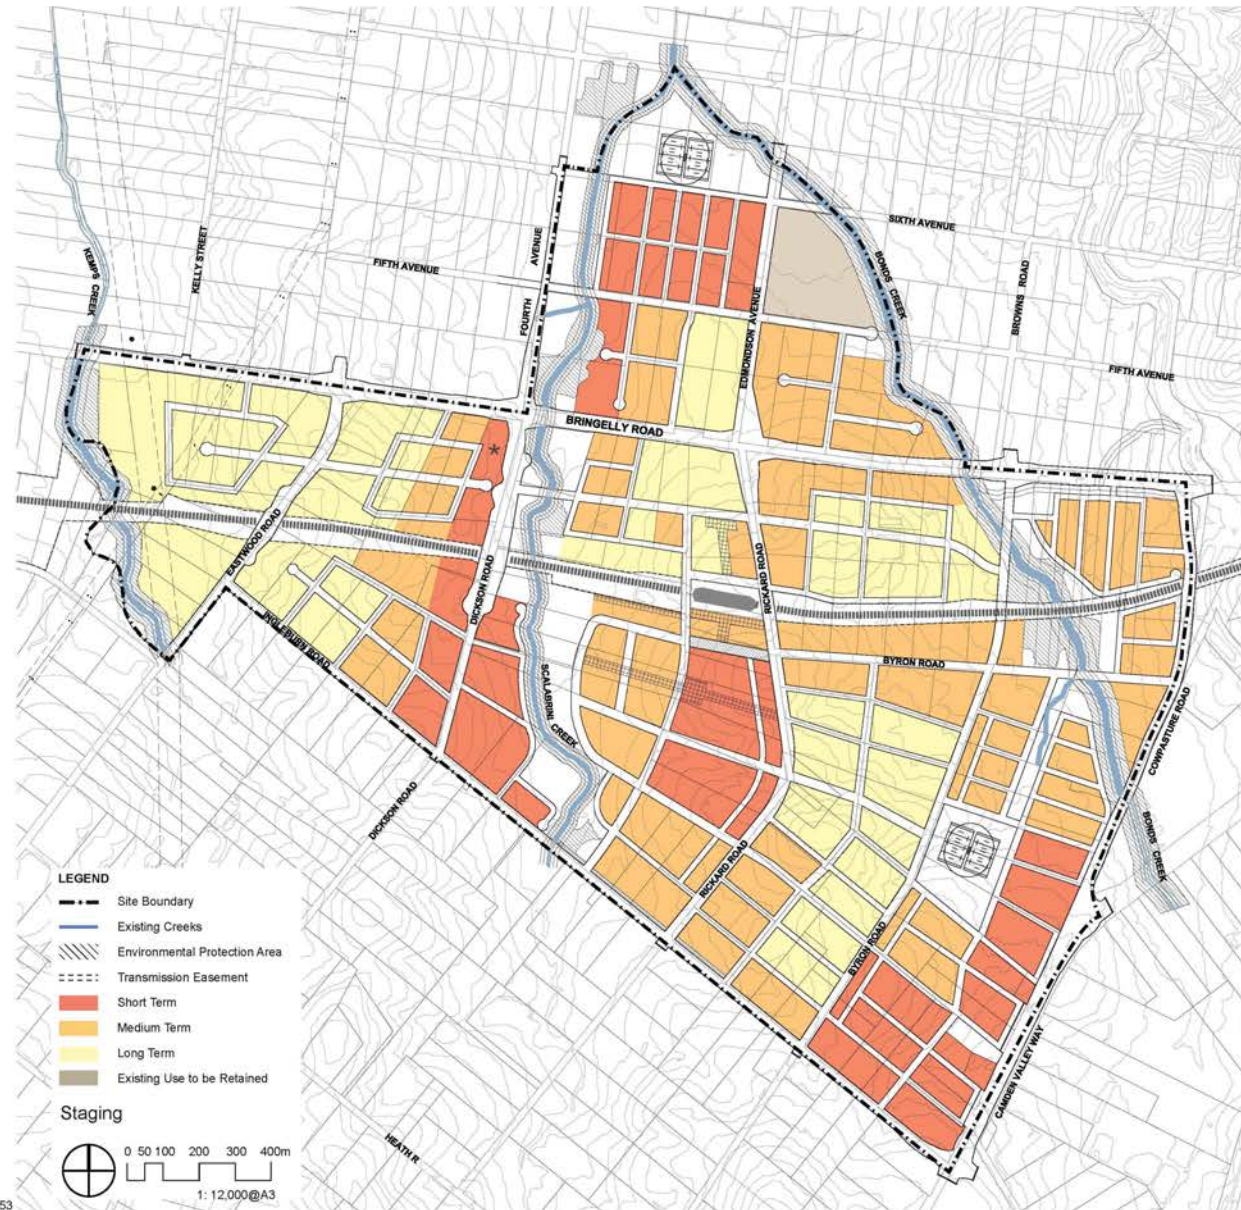 SIXTH AVENUE
KELLY STREET
FIFTH AVENUE
FOURTH
AVENUE
KEMPS CREEK
BONDS CREEK
BROWNS ROAD
EDMONDSON AVENUE
FIFTH AVENUE
BRINGELLY ROAD
*
EASTWOOD ROAD
DICKSON ROAD
RICKARD ROAD
INGLEBURN ROAD
BYRON ROAD
SCALABRINI CREEK
COWPASTURE ROAD
DICKSON ROAD
BONDS CREEK
RICKARD ROAD
BYRON ROAD
CAMDEN VALLEY WAY
HEATH R
LEGEND
Site Boundary
Existing Creeks
Environmental Protection Area
Transmission Easement
Short Term
Medium Term
Long Term
Existing Use to be Retained
Staging
0 50 100 200 300 400m
1: 12,000@A3
53